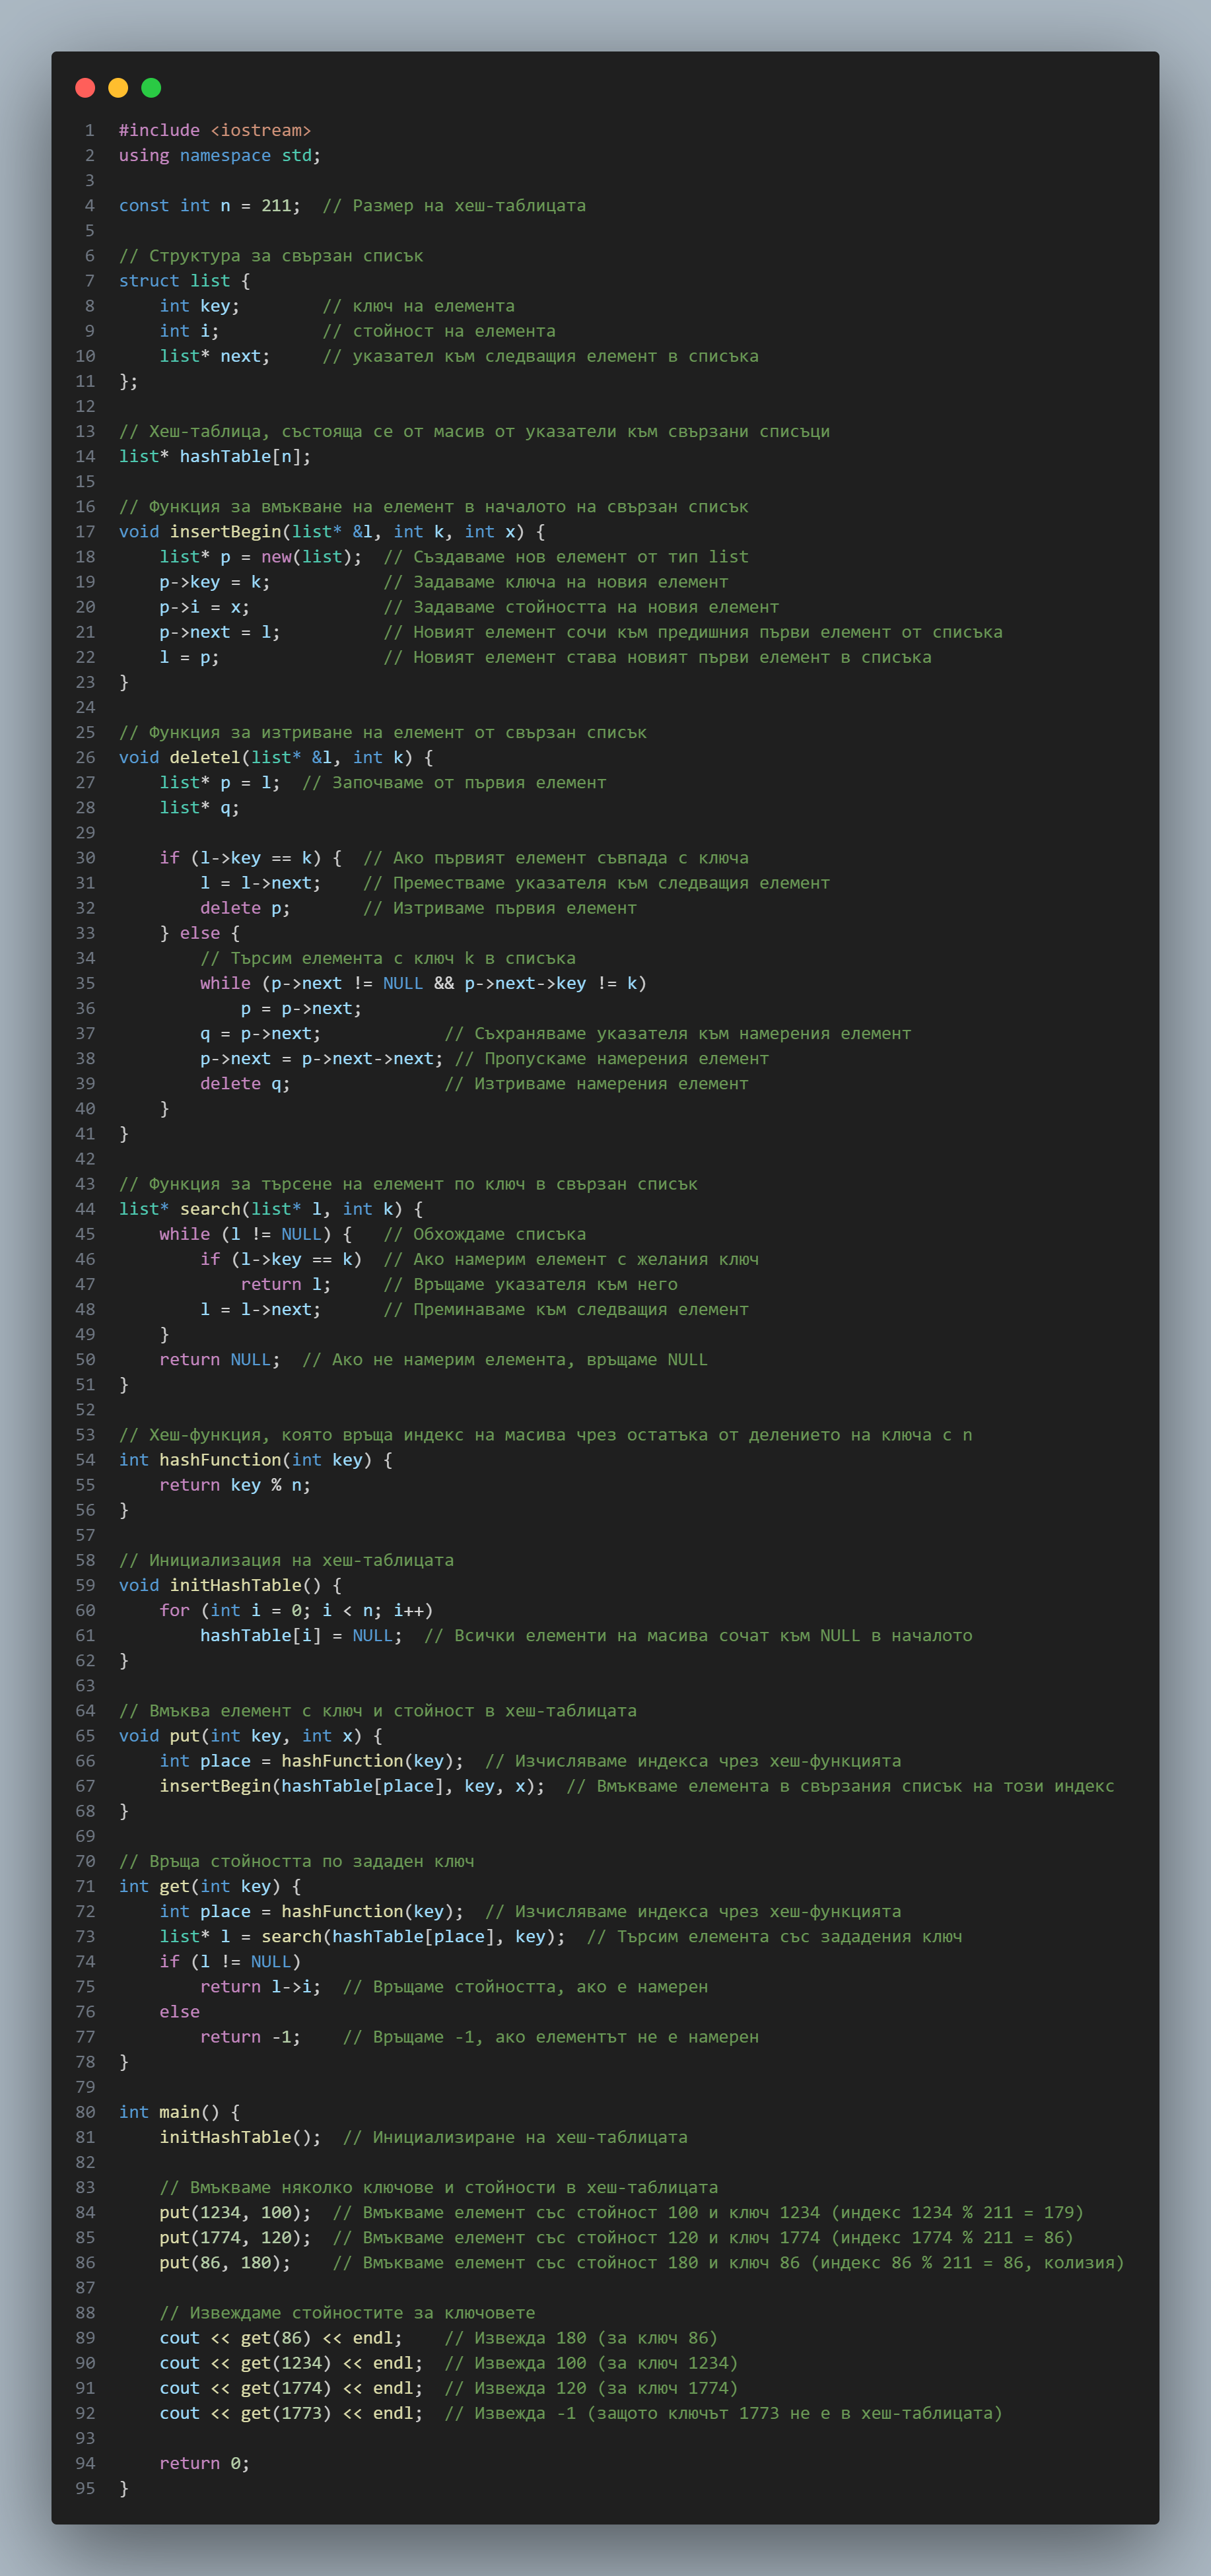 1 #include <iostream>
2 using namespace std;
3
4 const int n = 211;  // Размер на хеш-таблицата
5
6 // Структура за свързан списък
7 struct list {
8     int key;        // ключ на елемента
9     int i;          // стойност на елемента
10     list* next;     // указател към следващия елемент в списъка
11 };
12
13 // Хеш-таблица, състояща се от масив от указатели към свързани списъци
14 list* hashTable[n];
15
16 // Функция за вмъкване на елемент в началото на свързан списък
17 void insertBegin(list* &l, int k, int x) {
18     list* p = new(list);  // Създаваме нов елемент от тип list
19     p->key = k;           // Задаваме ключа на новия елемент
20     p->i = x;             // Задаваме стойността на новия елемент
21     p->next = l;          // Новият елемент сочи към предишния първи елемент от списъка
22     l = p;                // Новият елемент става новият първи елемент в списъка
23 }
24
25 // Функция за изтриване на елемент от свързан списък
26 void deletel(list* &l, int k) {
27     list* p = l;  // Започваме от първия елемент
28     list* q;
29
30     if (l->key == k) {  // Ако първият елемент съвпада с ключа
31         l = l->next;    // Преместваме указателя към следващия елемент
32         delete p;       // Изтриваме първия елемент
33     } else {
34         // Търсим елемента с ключ k в списъка
35         while (p->next != NULL && p->next->key != k)
36             p = p->next;
37         q = p->next;            // Съхраняваме указателя към намерения елемент
38         p->next = p->next->next; // Пропускаме намерения елемент
39         delete q;               // Изтриваме намерения елемент
40     }
41 }
42
43 // Функция за търсене на елемент по ключ в свързан списък
44 list* search(list* l, int k) {
45     while (l != NULL) {   // Обхождаме списъка
46         if (l->key == k)  // Ако намерим елемент с желания ключ
47             return l;     // Връщаме указателя към него
48         l = l->next;      // Преминаваме към следващия елемент
49     }
50     return NULL;  // Ако не намерим елемента, връщаме NULL
51 }
52
53 // Хеш-функция, която връща индекс на масива чрез остатъка от делението на ключа с n
54 int hashFunction(int key) {
55     return key % n;
56 }
57
58 // Инициализация на хеш-таблицата
59 void initHashTable() {
60     for (int i = 0; i < n; i++)
61         hashTable[i] = NULL;  // Всички елементи на масива сочат към NULL в началото
62 }
63
64 // Вмъква елемент с ключ и стойност в хеш-таблицата
65 void put(int key, int x) {
66     int place = hashFunction(key);  // Изчисляваме индекса чрез хеш-функцията
67     insertBegin(hashTable[place], key, x);  // Вмъкваме елемента в свързания списък на този индекс
68 }
69
70 // Връща стойността по зададен ключ
71 int get(int key) {
72     int place = hashFunction(key);  // Изчисляваме индекса чрез хеш-функцията
73     list* l = search(hashTable[place], key);  // Търсим елемента със зададения ключ
74     if (l != NULL)
75         return l->i;  // Връщаме стойността, ако е намерен
76     else
77         return -1;    // Връщаме -1, ако елементът не е намерен
78 }
79
80 int main() {
81     initHashTable();  // Инициализиране на хеш-таблицата
82
83     // Вмъкваме няколко ключове и стойности в хеш-таблицата
84     put(1234, 100);  // Вмъкваме елемент със стойност 100 и ключ 1234 (индекс 1234 % 211 = 179)
85     put(1774, 120);  // Вмъкваме елемент със стойност 120 и ключ 1774 (индекс 1774 % 211 = 86)
86     put(86, 180);    // Вмъкваме елемент със стойност 180 и ключ 86 (индекс 86 % 211 = 86, колизия)
87
88     // Извеждаме стойностите за ключовете
89     cout << get(86) << endl;    // Извежда 180 (за ключ 86)
90     cout << get(1234) << endl;  // Извежда 100 (за ключ 1234)
91     cout << get(1774) << endl;  // Извежда 120 (за ключ 1774)
92     cout << get(1773) << endl;  // Извежда -1 (защото ключът 1773 не е в хеш-таблицата)
93
94     return 0;
95 }